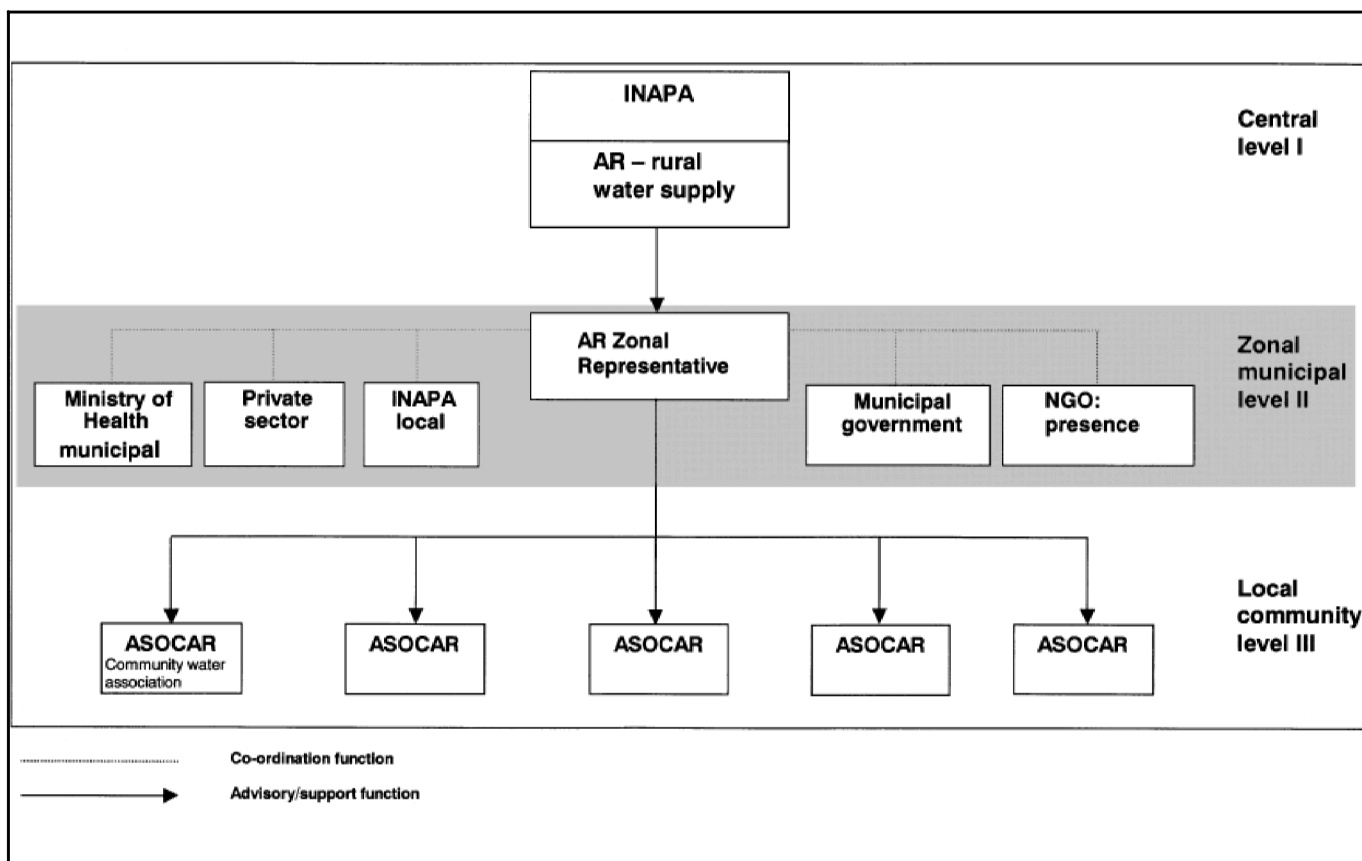 INAPA
AR – rural
water supply
Central
level I
AR Zonal
Representative
Zonal
municipal
level II
Ministry of
Health
municipal
Private
sector
INAPA
local
Municipal
government
NGO:
presence
Local
community
level III
ASOCAR
Community water
association
ASOCAR
ASOCAR
ASOCAR
ASOCAR
Co-ordination function
Advisory/support function